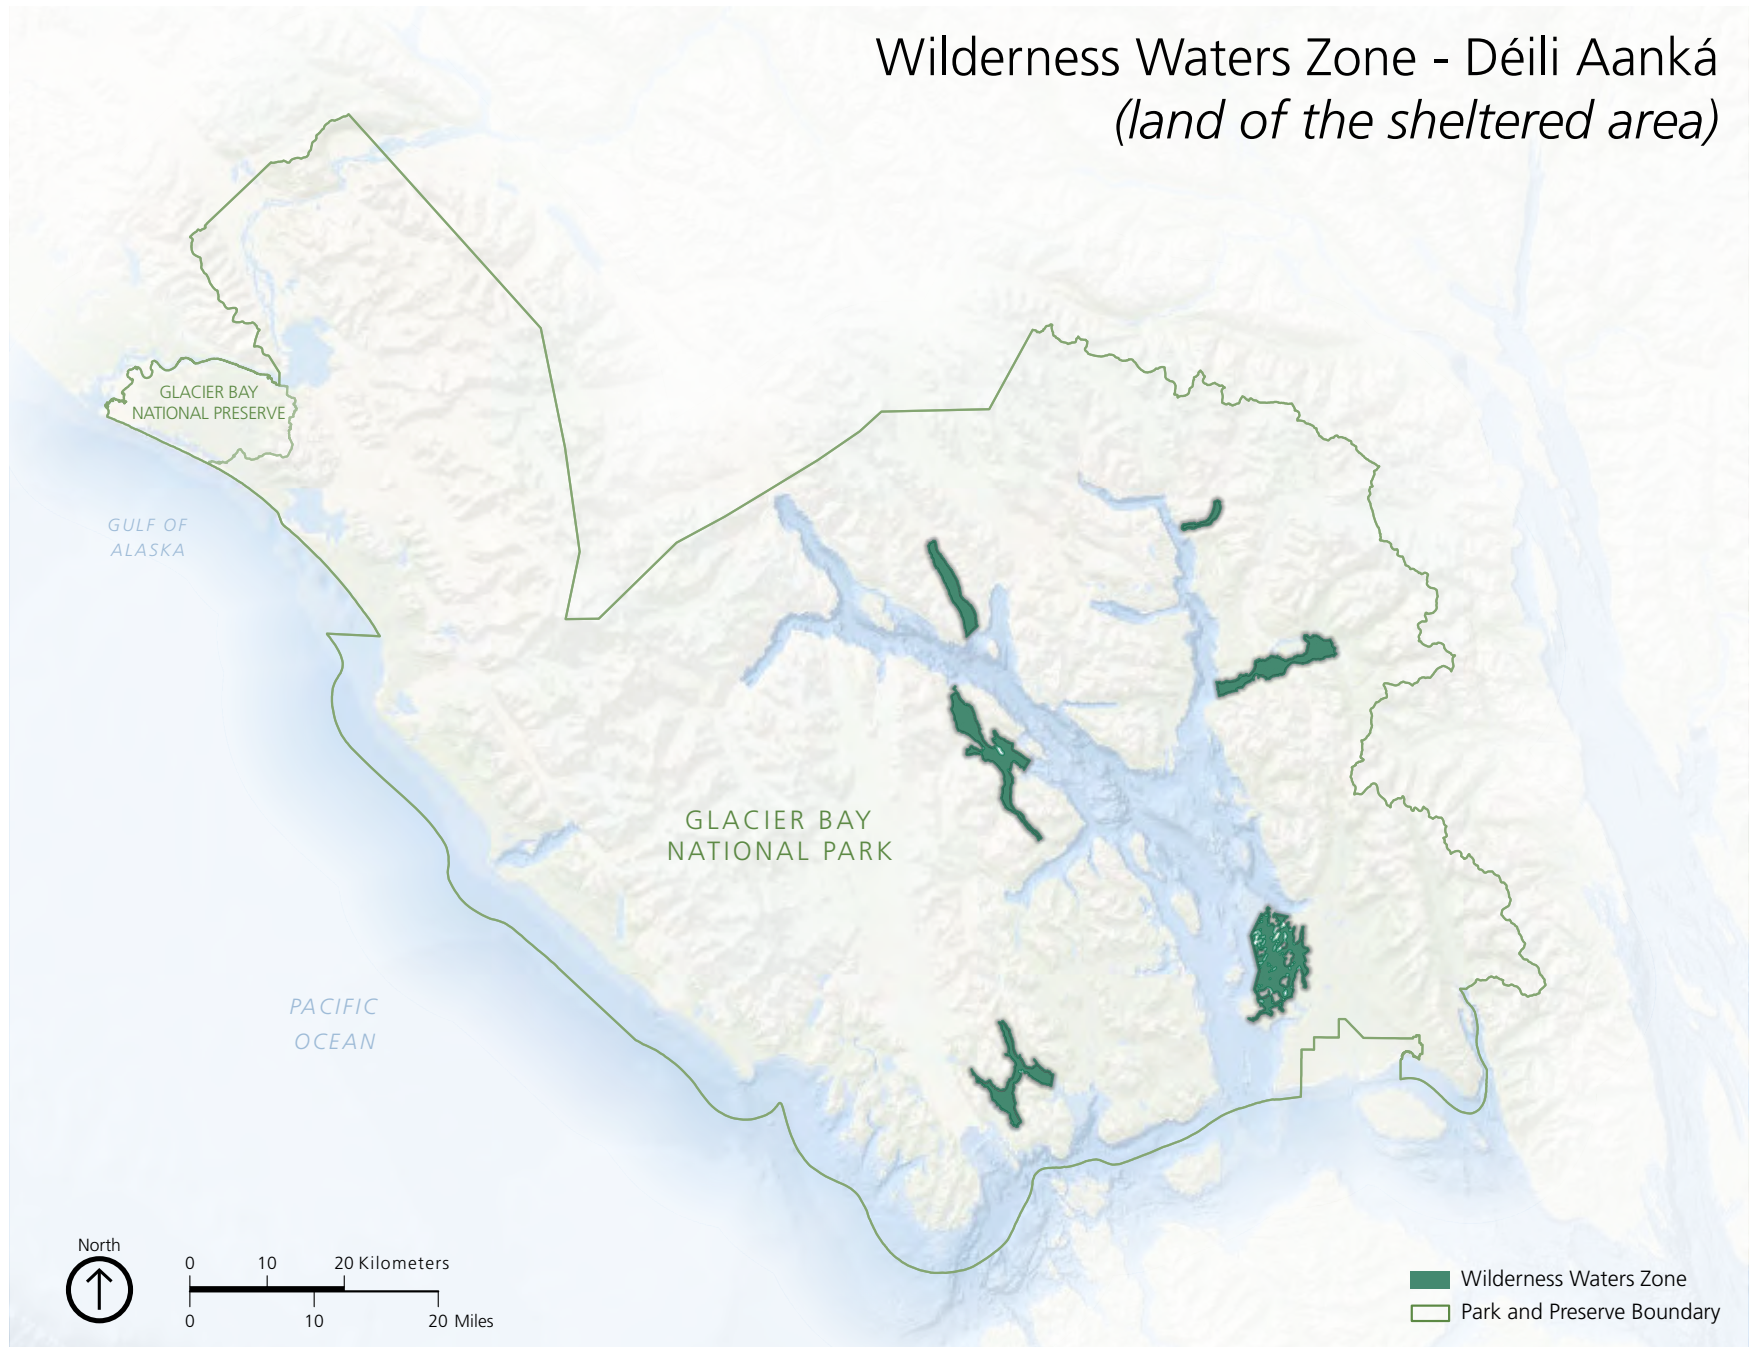 Wilderness Waters Zone - Déili Aanká
(land of the sheltered area)
GLACIER BAY
NATIONAL PRESERVE
GULF OF
ALASKA
GLACIER BAY
NATIONAL PARK
PACIFIC
OCEAN
North
0 10 20 Kilometers
0 10 20 Miles
Wilderness Waters Zone
Park and Preserve Boundary